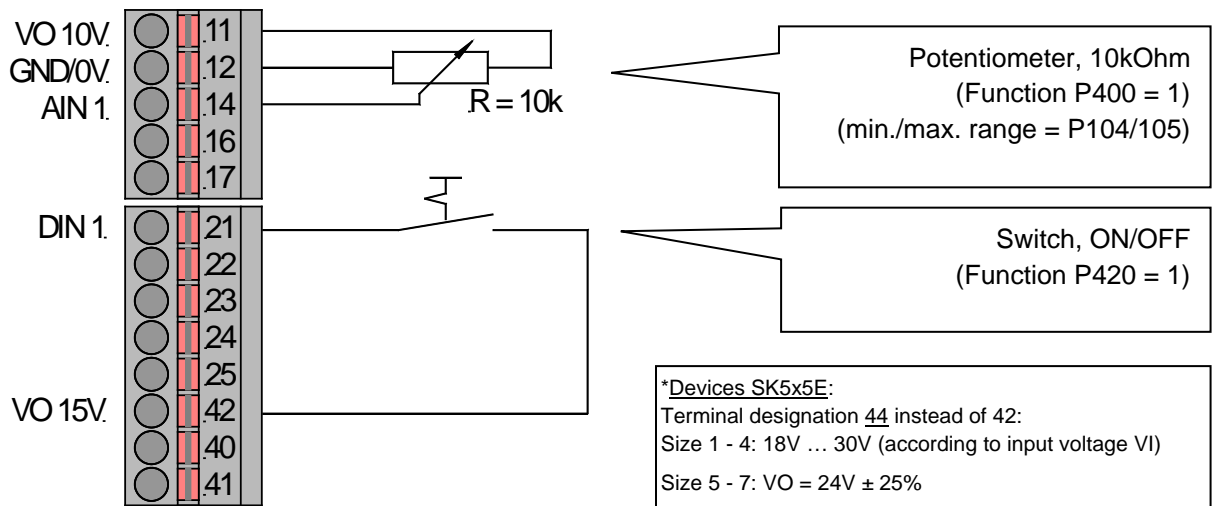 VO 10V. .11
GND/0V. .12
AIN 1. .14
.16
.17
R = 10k
Potentiometer, 10kOhm
(Function P400 = 1)
(min./max. range = P104/105)
DIN 1. .21
.22
.23
.24
.25
VO 15V. .42
.40
.41
Switch, ON/OFF
(Function P420 = 1)
*Devices SK5x5E:
Terminal designation 44 instead of 42:
Size 1 - 4: 18V … 30V (according to input voltage VI)
Size 5 - 7: VO = 24V ± 25%